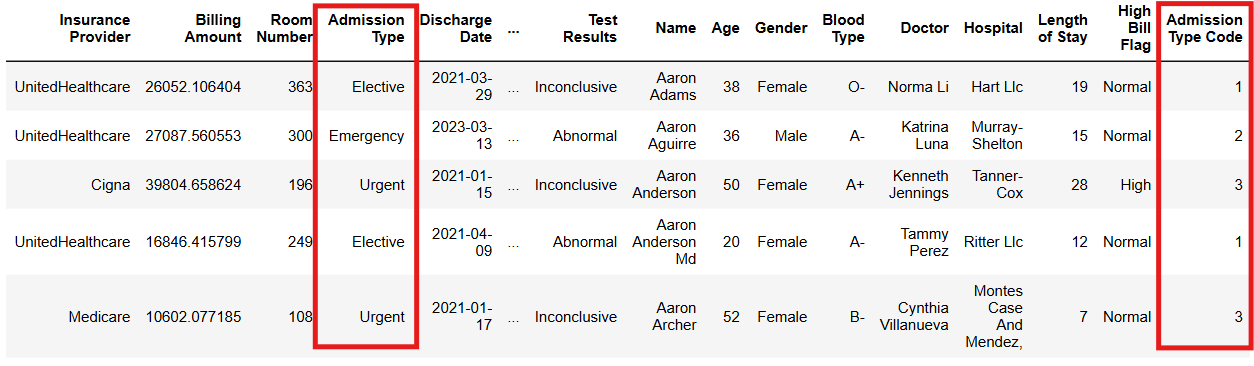 Insurance Provider Billing Amount Room Number Admission Type Discharge Date ... Test Results Name Age Gender Blood Type Doctor Hospital Length of Stay High Bill Flag Admission Type Code
UnitedHealthcare 26052.106404 363 Elective 2021-03-29 ... Inconclusive Aaron Adams 38 Female O- Norma Li Hart Llc 19 Normal 1
UnitedHealthcare 27087.560553 300 Emergency 2023-03-13 ... Abnormal Aaron Aguirre 36 Male A- Katrina Luna Murray-Shelton 15 Normal 2
Cigna 39804.658624 196 Urgent 2021-01-15 ... Inconclusive Aaron Anderson 50 Female A+ Kenneth Jennings Tanner-Cox 28 High 3
UnitedHealthcare 16846.415799 249 Elective 2021-04-09 ... Abnormal Aaron Anderson Md 20 Female A- Tammy Perez Ritter Llc 12 Normal 1
Medicare 10602.077185 108 Urgent 2021-01-17 ... Inconclusive Aaron Archer 52 Female B- Cynthia Villanueva Montes Case And Mendez, 7 Normal 3